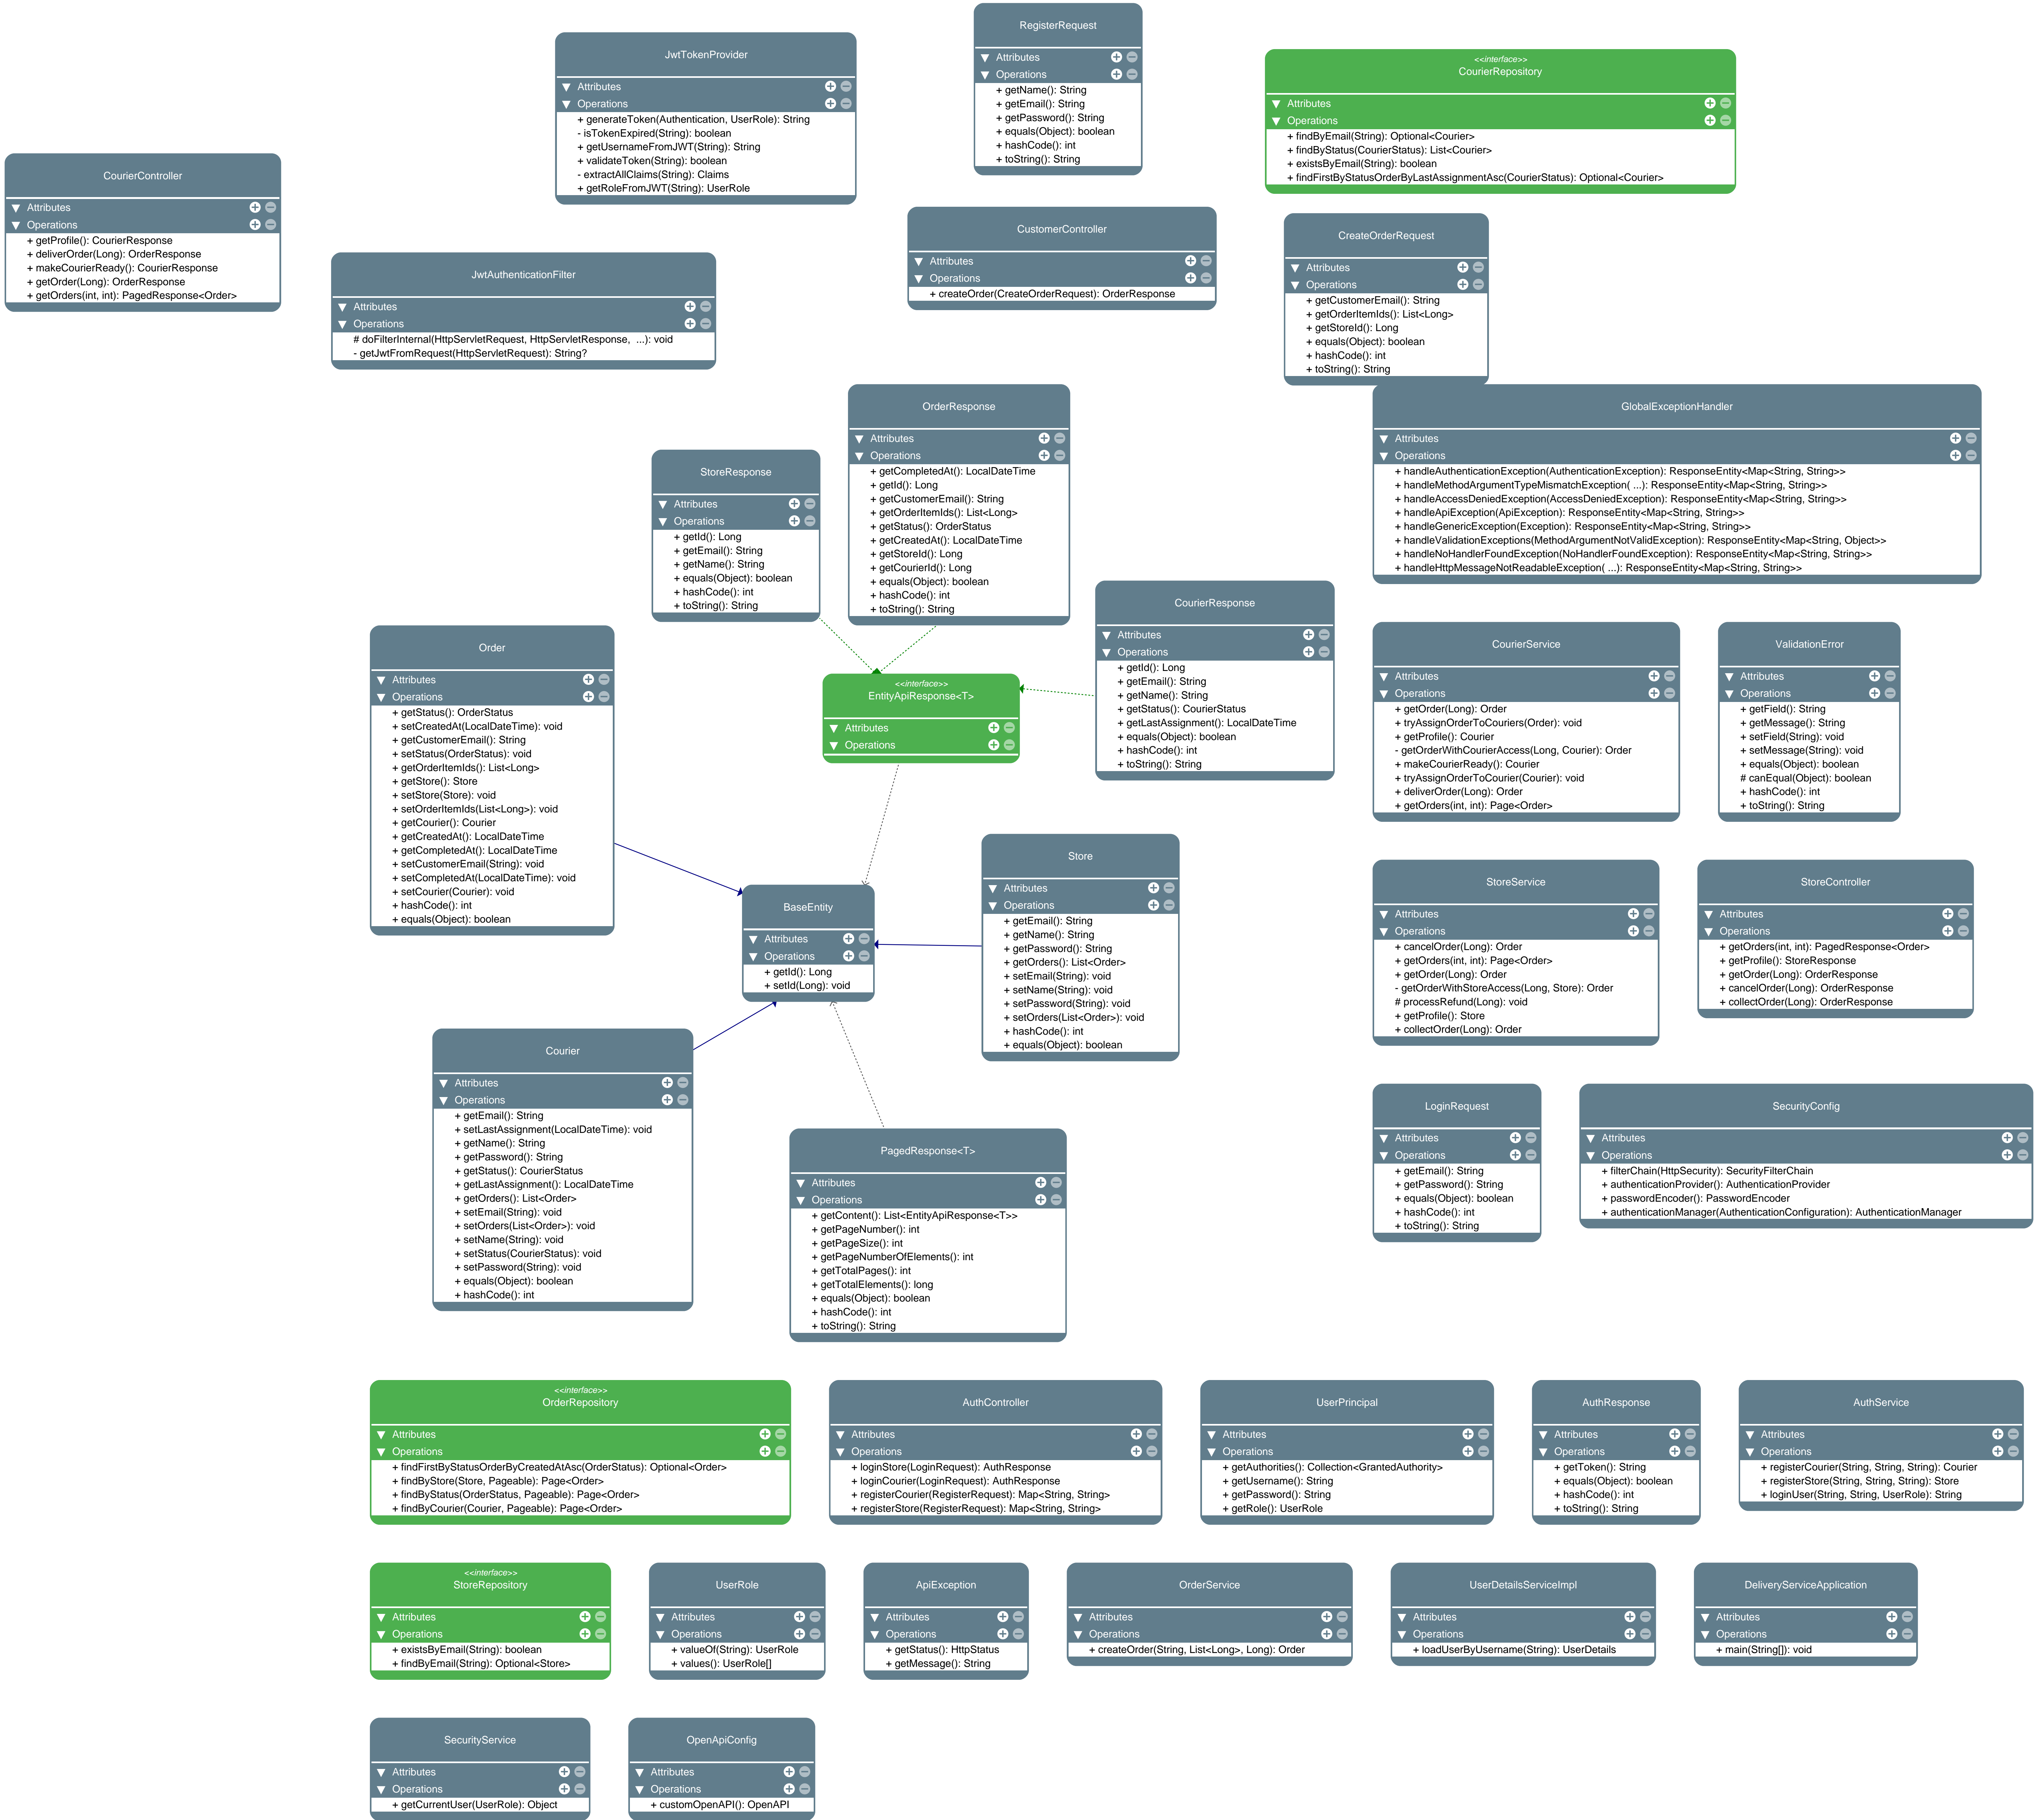 RegisterRequest
Attributes
Operations
+ getName(): String
+ getEmail(): String
+ getPassword(): String
+ equals(Object): boolean
+ hashCode(): int
+ toString(): String
JwtTokenProvider
Attributes
Operations
+ generateToken(Authentication, UserRole): String
- isTokenExpired(String): boolean
+ getUsernameFromJWT(String): String
+ validateToken(String): boolean
- extractAllClaims(String): Claims
+ getRoleFromJWT(String): UserRole
<<interface>>
CourierRepository
Attributes
Operations
+ findByEmail(String): Optional<Courier>
+ findByStatus(CourierStatus): List<Courier>
+ existsByEmail(String): boolean
+ findFirstByStatusOrderByLastAssignmentAsc(CourierStatus): Optional<Courier>
CourierController
Attributes
Operations
+ getProfile(): CourierResponse
+ deliverOrder(Long): OrderResponse
+ makeCourierReady(): CourierResponse
+ getOrder(Long): OrderResponse
+ getOrders(int, int): PagedResponse<Order>
CustomerController
Attributes
Operations
+ createOrder(CreateOrderRequest): OrderResponse
CreateOrderRequest
Attributes
Operations
+ getCustomerEmail(): String
+ getOrderItemIds(): List<Long>
+ getStoreId(): Long
+ equals(Object): boolean
+ hashCode(): int
+ toString(): String
JwtAuthenticationFilter
Attributes
Operations
# doFilterInternal(HttpServletRequest, HttpServletResponse,  ...): void
- getJwtFromRequest(HttpServletRequest): String?
OrderResponse
Attributes
Operations
+ getCompletedAt(): LocalDateTime
+ getId(): Long
+ getCustomerEmail(): String
+ getOrderItemIds(): List<Long>
+ getStatus(): OrderStatus
+ getCreatedAt(): LocalDateTime
+ getStoreId(): Long
+ getCourierId(): Long
+ equals(Object): boolean
+ hashCode(): int
+ toString(): String
GlobalExceptionHandler
Attributes
Operations
+ handleAuthenticationException(AuthenticationException): ResponseEntity<Map<String, String>>
+ handleMethodArgumentTypeMismatchException( ...): ResponseEntity<Map<String, String>>
+ handleAccessDeniedException(AccessDeniedException): ResponseEntity<Map<String, String>>
+ handleApiException(ApiException): ResponseEntity<Map<String, String>>
+ handleGenericException(Exception): ResponseEntity<Map<String, String>>
+ handleValidationExceptions(MethodArgumentNotValidException): ResponseEntity<Map<String, Object>>
+ handleNoHandlerFoundException(NoHandlerFoundException): ResponseEntity<Map<String, String>>
+ handleHttpMessageNotReadableException( ...): ResponseEntity<Map<String, String>>
StoreResponse
Attributes
Operations
+ getId(): Long
+ getEmail(): String
+ getName(): String
+ equals(Object): boolean
+ hashCode(): int
+ toString(): String
CourierResponse
Attributes
Operations
+ getId(): Long
+ getEmail(): String
+ getName(): String
+ getStatus(): CourierStatus
+ getLastAssignment(): LocalDateTime
+ equals(Object): boolean
+ hashCode(): int
+ toString(): String
Order
Attributes
Operations
+ getStatus(): OrderStatus
+ setCreatedAt(LocalDateTime): void
+ getCustomerEmail(): String
+ setStatus(OrderStatus): void
+ getOrderItemIds(): List<Long>
+ getStore(): Store
+ setStore(Store): void
+ setOrderItemIds(List<Long>): void
+ getCourier(): Courier
+ getCreatedAt(): LocalDateTime
+ getCompletedAt(): LocalDateTime
+ setCustomerEmail(String): void
+ setCompletedAt(LocalDateTime): void
+ setCourier(Courier): void
+ hashCode(): int
+ equals(Object): boolean
<<interface>>
EntityApiResponse<T>
Attributes
Operations
CourierService
Attributes
Operations
+ getOrder(Long): Order
+ tryAssignOrderToCouriers(Order): void
+ getProfile(): Courier
- getOrderWithCourierAccess(Long, Courier): Order
+ makeCourierReady(): Courier
+ tryAssignOrderToCourier(Courier): void
+ deliverOrder(Long): Order
+ getOrders(int, int): Page<Order>
ValidationError
Attributes
Operations
+ getField(): String
+ getMessage(): String
+ setField(String): void
+ setMessage(String): void
+ equals(Object): boolean
# canEqual(Object): boolean
+ hashCode(): int
+ toString(): String
Store
Attributes
Operations
+ getEmail(): String
+ getName(): String
+ getPassword(): String
+ getOrders(): List<Order>
+ setEmail(String): void
+ setName(String): void
+ setPassword(String): void
+ setOrders(List<Order>): void
+ hashCode(): int
+ equals(Object): boolean
BaseEntity
Attributes
Operations
+ getId(): Long
+ setId(Long): void
StoreService
Attributes
Operations
+ cancelOrder(Long): Order
+ getOrders(int, int): Page<Order>
+ getOrder(Long): Order
- getOrderWithStoreAccess(Long, Store): Order
# processRefund(Long): void
+ getProfile(): Store
+ collectOrder(Long): Order
StoreController
Attributes
Operations
+ getOrders(int, int): PagedResponse<Order>
+ getProfile(): StoreResponse
+ getOrder(Long): OrderResponse
+ cancelOrder(Long): OrderResponse
+ collectOrder(Long): OrderResponse
Courier
Attributes
Operations
+ getEmail(): String
+ setLastAssignment(LocalDateTime): void
+ getName(): String
+ getPassword(): String
+ getStatus(): CourierStatus
+ getLastAssignment(): LocalDateTime
+ getOrders(): List<Order>
+ setEmail(String): void
+ setOrders(List<Order>): void
+ setName(String): void
+ setStatus(CourierStatus): void
+ setPassword(String): void
+ equals(Object): boolean
+ hashCode(): int
PagedResponse<T>
Attributes
Operations
+ getContent(): List<EntityApiResponse<T>>
+ getPageNumber(): int
+ getPageSize(): int
+ getPageNumberOfElements(): int
+ getTotalPages(): int
+ getTotalElements(): long
+ equals(Object): boolean
+ hashCode(): int
+ toString(): String
LoginRequest
Attributes
Operations
+ getEmail(): String
+ getPassword(): String
+ equals(Object): boolean
+ hashCode(): int
+ toString(): String
SecurityConfig
Attributes
Operations
+ filterChain(HttpSecurity): SecurityFilterChain
+ authenticationProvider(): AuthenticationProvider
+ passwordEncoder(): PasswordEncoder
+ authenticationManager(AuthenticationConfiguration): AuthenticationManager
<<interface>>
OrderRepository
Attributes
Operations
+ findFirstByStatusOrderByCreatedAtAsc(OrderStatus): Optional<Order>
+ findByStore(Store, Pageable): Page<Order>
+ findByStatus(OrderStatus, Pageable): Page<Order>
+ findByCourier(Courier, Pageable): Page<Order>
AuthController
Attributes
Operations
+ loginStore(LoginRequest): AuthResponse
+ loginCourier(LoginRequest): AuthResponse
+ registerCourier(RegisterRequest): Map<String, String>
+ registerStore(RegisterRequest): Map<String, String>
UserPrincipal
Attributes
Operations
+ getAuthorities(): Collection<GrantedAuthority>
+ getUsername(): String
+ getPassword(): String
+ getRole(): UserRole
AuthResponse
Attributes
Operations
+ getToken(): String
+ equals(Object): boolean
+ hashCode(): int
+ toString(): String
AuthService
Attributes
Operations
+ registerCourier(String, String, String): Courier
+ registerStore(String, String, String): Store
+ loginUser(String, String, UserRole): String
<<interface>>
StoreRepository
Attributes
Operations
+ existsByEmail(String): boolean
+ findByEmail(String): Optional<Store>
UserRole
Attributes
Operations
+ valueOf(String): UserRole
+ values(): UserRole[]
ApiException
Attributes
Operations
+ getStatus(): HttpStatus
+ getMessage(): String
OrderService
Attributes
Operations
+ createOrder(String, List<Long>, Long): Order
UserDetailsServiceImpl
Attributes
Operations
+ loadUserByUsername(String): UserDetails
DeliveryServiceApplication
Attributes
Operations
+ main(String[]): void
SecurityService
Attributes
Operations
+ getCurrentUser(UserRole): Object
OpenApiConfig
Attributes
Operations
+ customOpenAPI(): OpenAPI